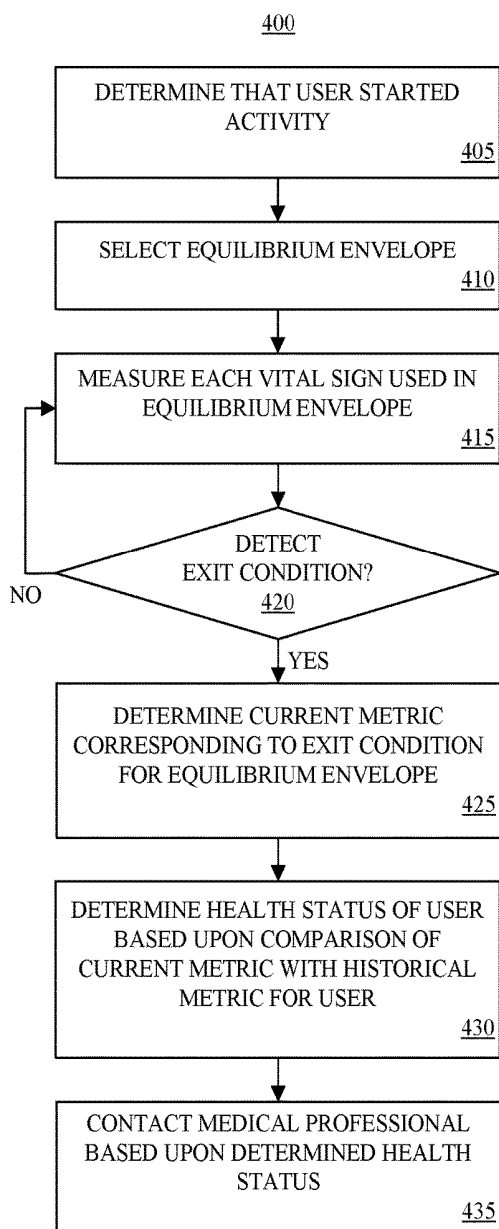 400
DETERMINE THAT USER STARTED
ACTIVITY
405
SELECT EQUILIBRIUM ENVELOPE
410
MEASURE EACH VITAL SIGN USED IN
EQUILIBRIUM ENVELOPE
415
DETECT
EXIT CONDITION?
420
NO
YES
DETERMINE CURRENT METRIC
CORRESPONDING TO EXIT CONDITION
FOR EQUILIBRIUM ENVELOPE
425
DETERMINE HEALTH STATUS OF USER
BASED UPON COMPARISON OF
CURRENT METRIC WITH HISTORICAL
METRIC FOR USER
430
CONTACT MEDICAL PROFESSIONAL
BASED UPON DETERMINED HEALTH
STATUS
435